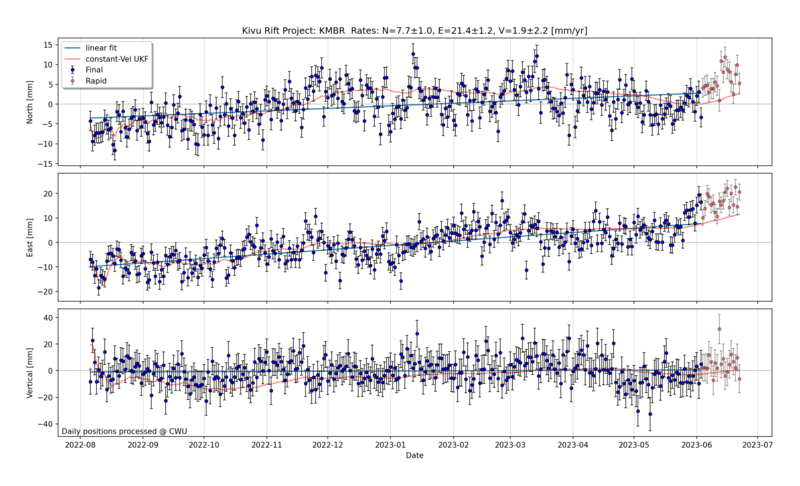 Kivu Rift Project: KMBR  Rates: N=7.7±1.0, E=21.4±1.2, V=1.9±2.2 [mm/yr]
linear fit
constant-Vel UKF
Final
Rapid
15
10
5
0
−5
−10
−15
North [mm]
20
10
0
−10
−20
East [mm]
40
20
0
−20
−40
Vertical [mm]
Daily positions processed @ CWU
2022-08 2022-09 2022-10 2022-11 2022-12 2023-01 2023-02 2023-03 2023-04 2023-05 2023-06 2023-07
Date